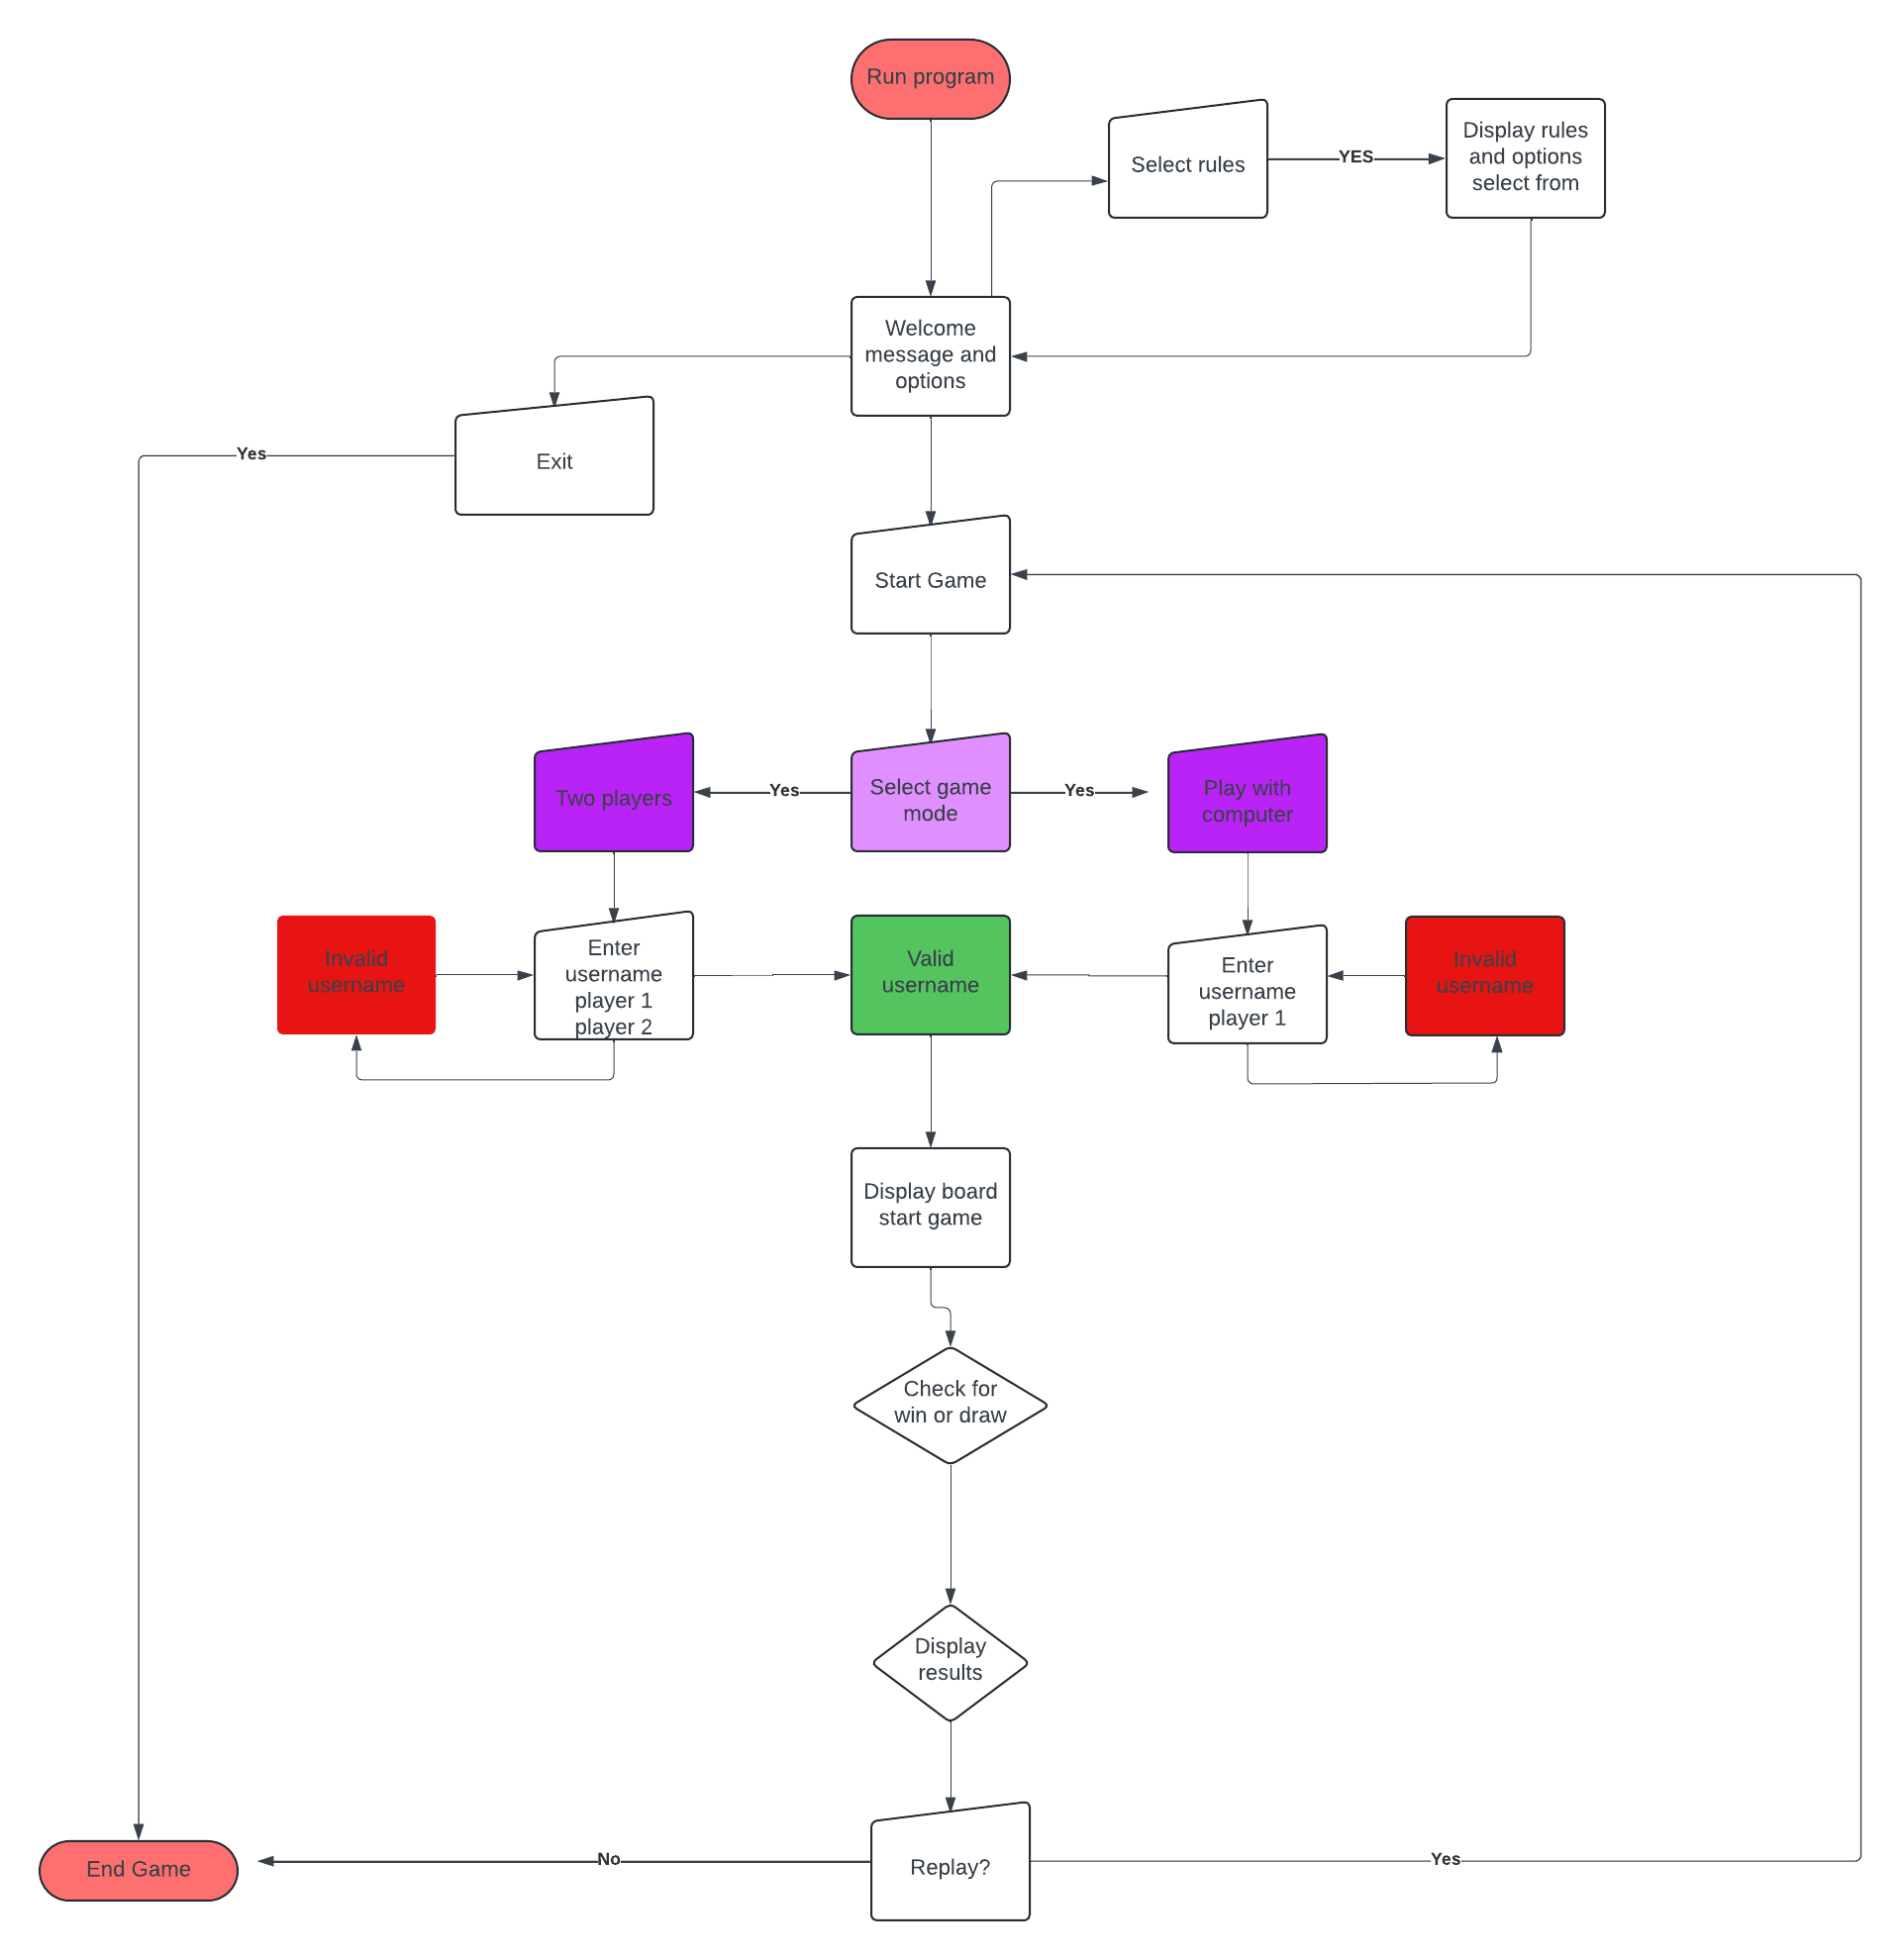 Run program
Select rules
YES
Display rules
and options
select from
Welcome
message and
options
Yes
Exit
Start Game
Two players
Yes
Select game
mode
Yes
Play with
computer
Invalid
username
Enter
username
player 1
player 2
Valid
username
Enter
username
player 1
Invalid
username
Display board
start game
Check for
win or draw
Display
results
End Game
No
Replay?
Yes